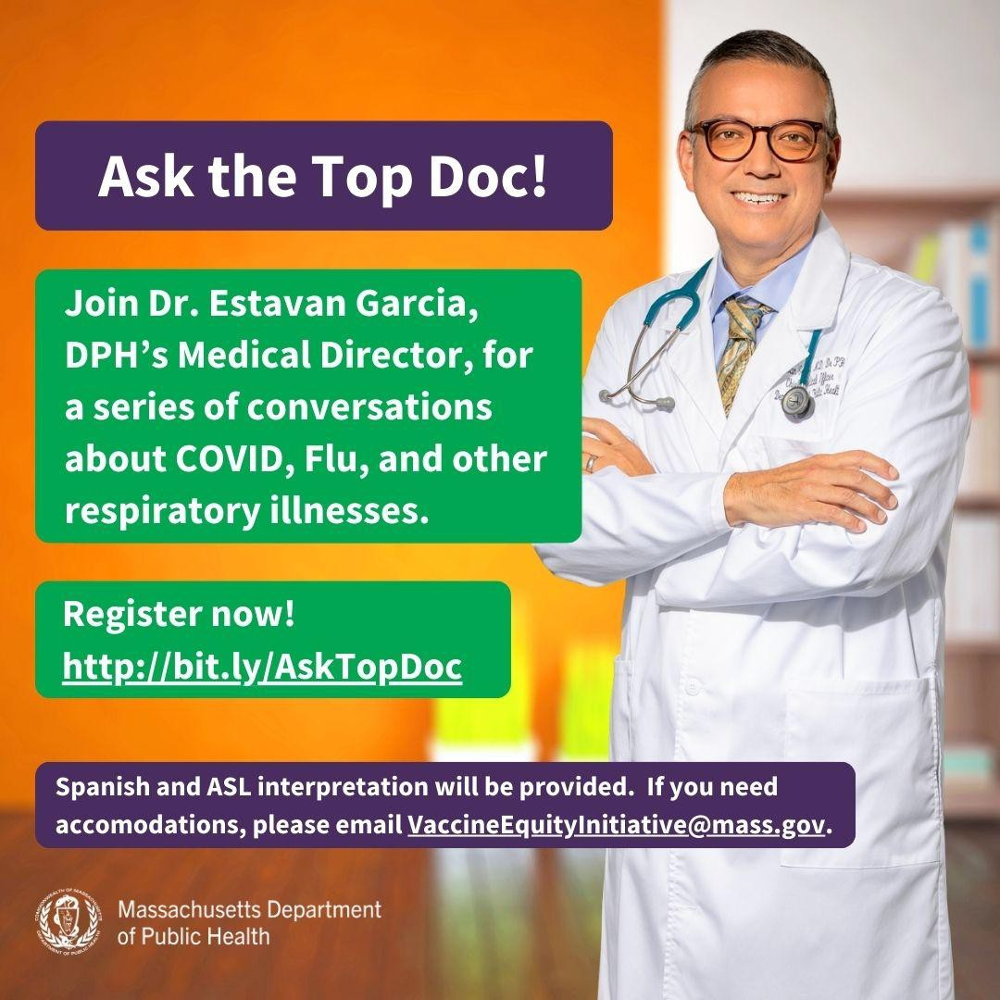 Ask the Top Doc!
Join Dr. Estavan Garcia,
DPH's Medical Director, for
a series of conversations
about COVID, Flu, and other
respiratory illnesses.
Register now!
http://bit.ly/AskTopDoc
Spanish and ASL interpretation will be provided. If you need
accomodations, please email VaccineEquityInitiative@mass.gov.
Massachusetts Department
of Public Health